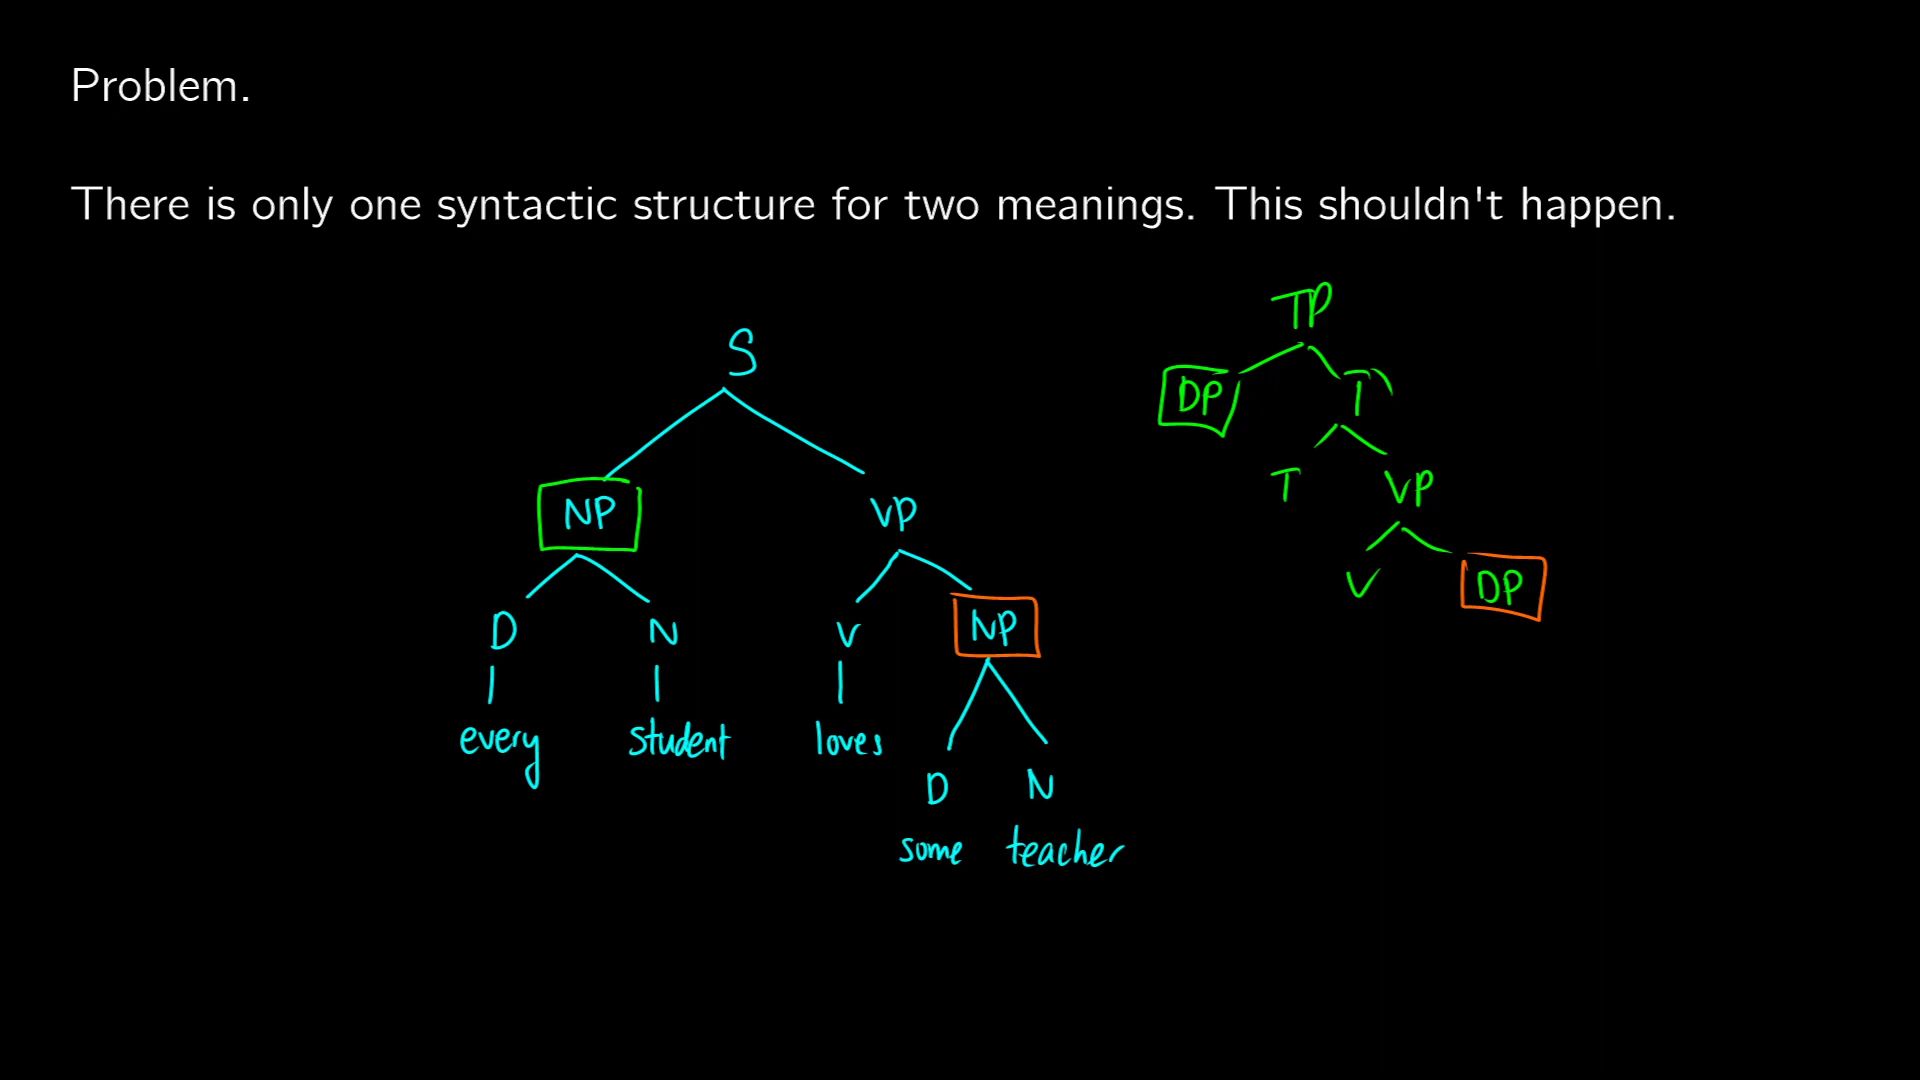 Problem.
There is only one syntactic structure for two meanings. This shouldn't happen.
S
NP VP
D N V NP
every student loves
D N
some teacher
TP
DP T'
T VP
V DP